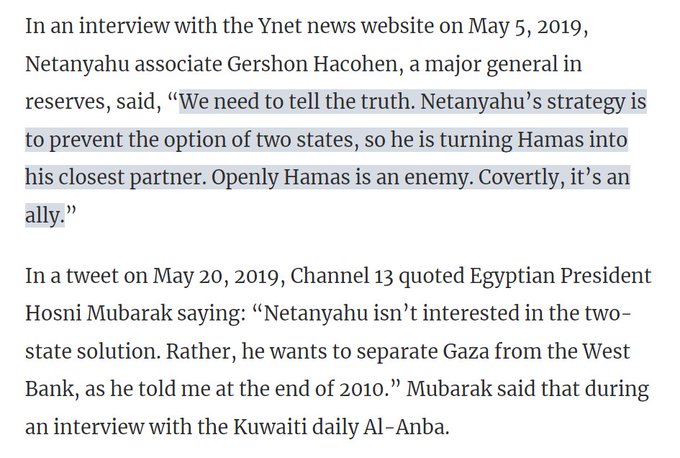 In an interview with the Ynet news website on May 5, 2019,
Netanyahu associate Gershon Hacohen, a major general in
reserves, said, “We need to tell the truth. Netanyahu’s strategy is
to prevent the option of two states, so he is turning Hamas into
his closest partner. Openly Hamas is an enemy. Covertly, it’s an
ally.”
In a tweet on May 20, 2019, Channel 13 quoted Egyptian President
Hosni Mubarak saying: “Netanyahu isn’t interested in the two-
state solution. Rather, he wants to separate Gaza from the West
Bank, as he told me at the end of 2010.” Mubarak said that during
an interview with the Kuwaiti daily Al-Anba.